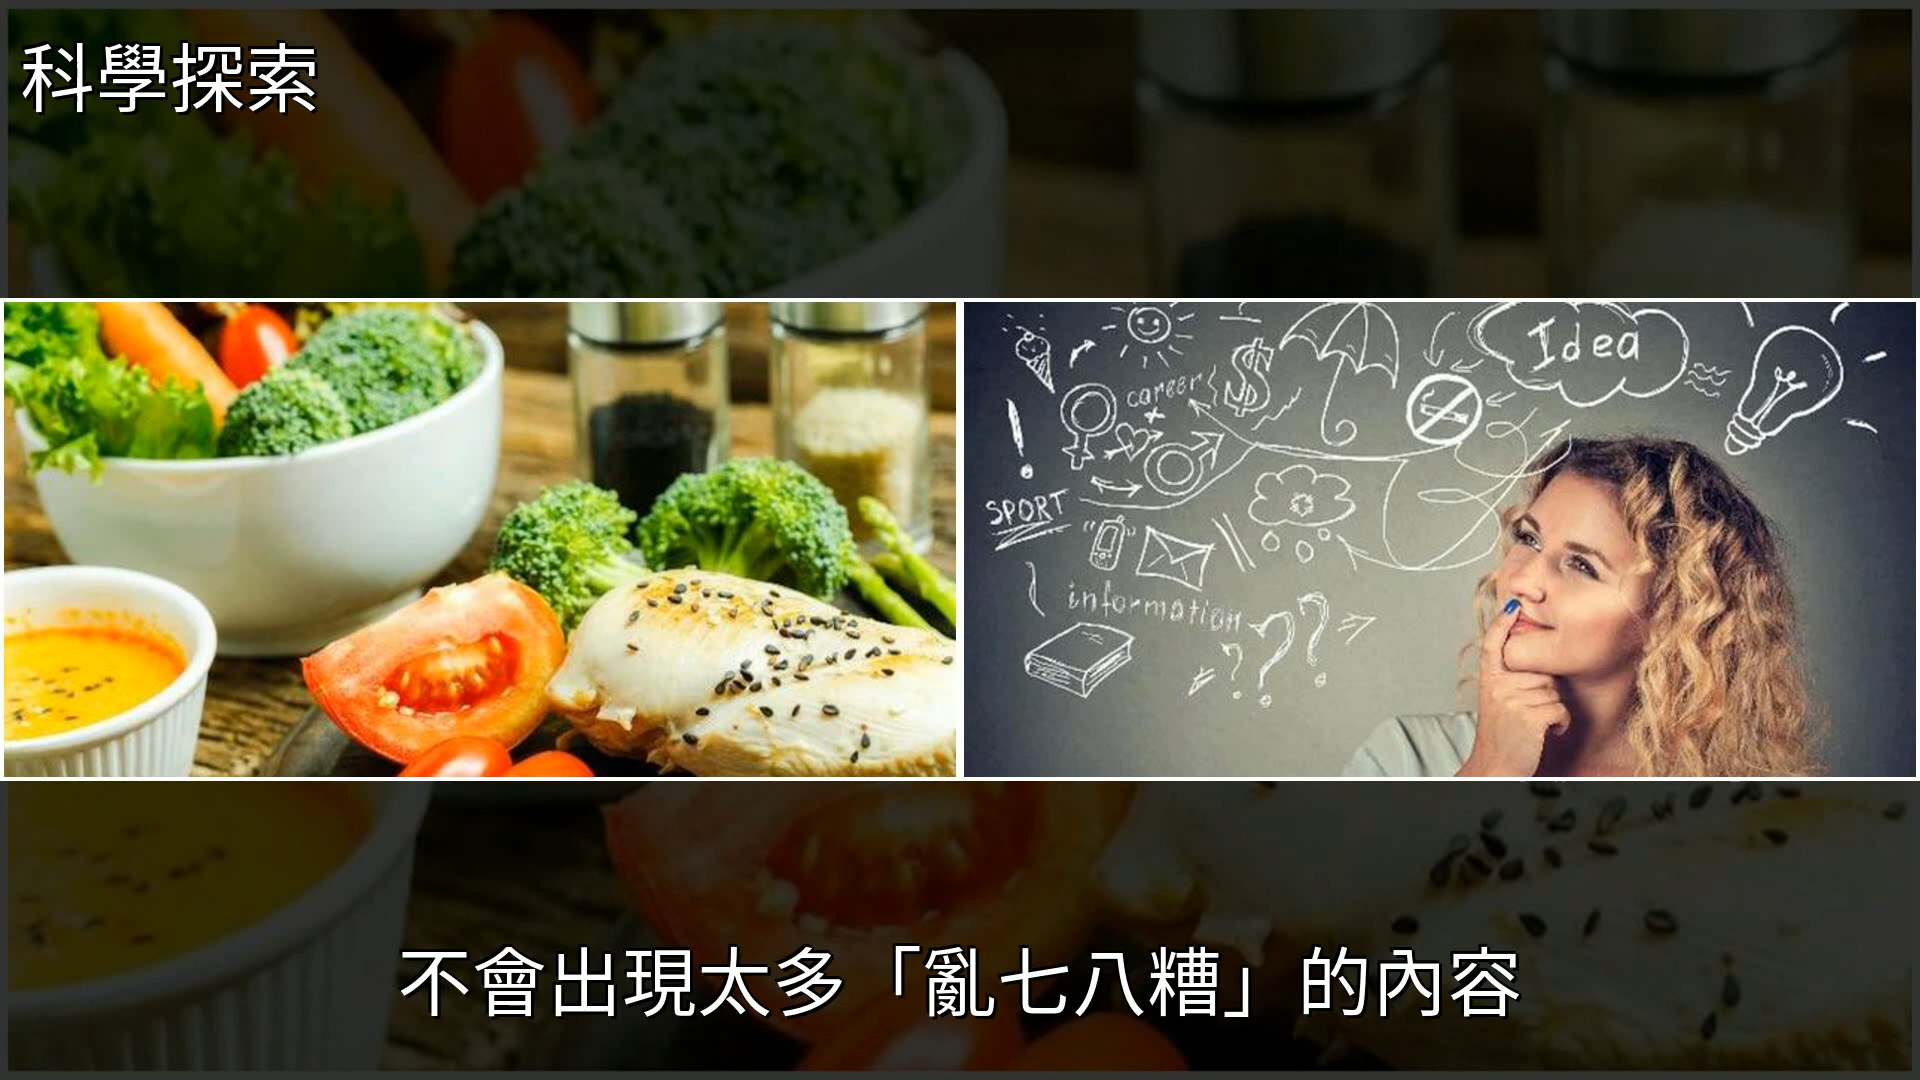 科學探索
Idea
career
$
SPORT
information
???
不會出現太多「亂七八糟」的內容